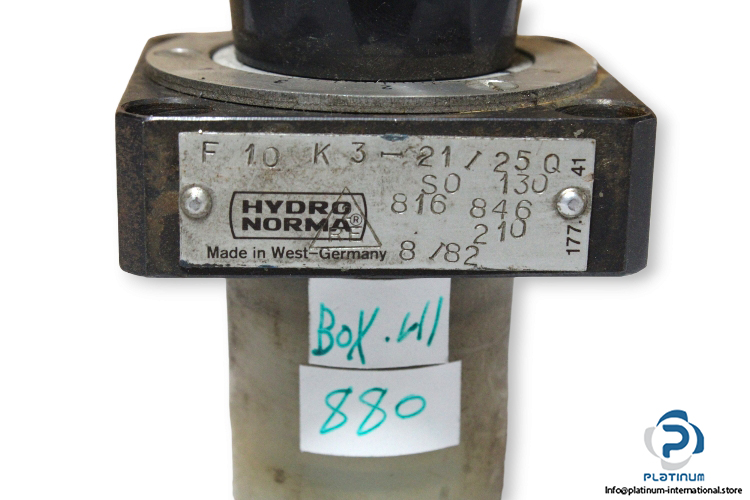 F 10 K 3 - 21 / 25 Q
SO 130
HYDRO
NORMA ®
816 846
210
Made in West-Germany 8/82
177. 41
BOX.41
880
PLATINUM
Info@platinum-international.store